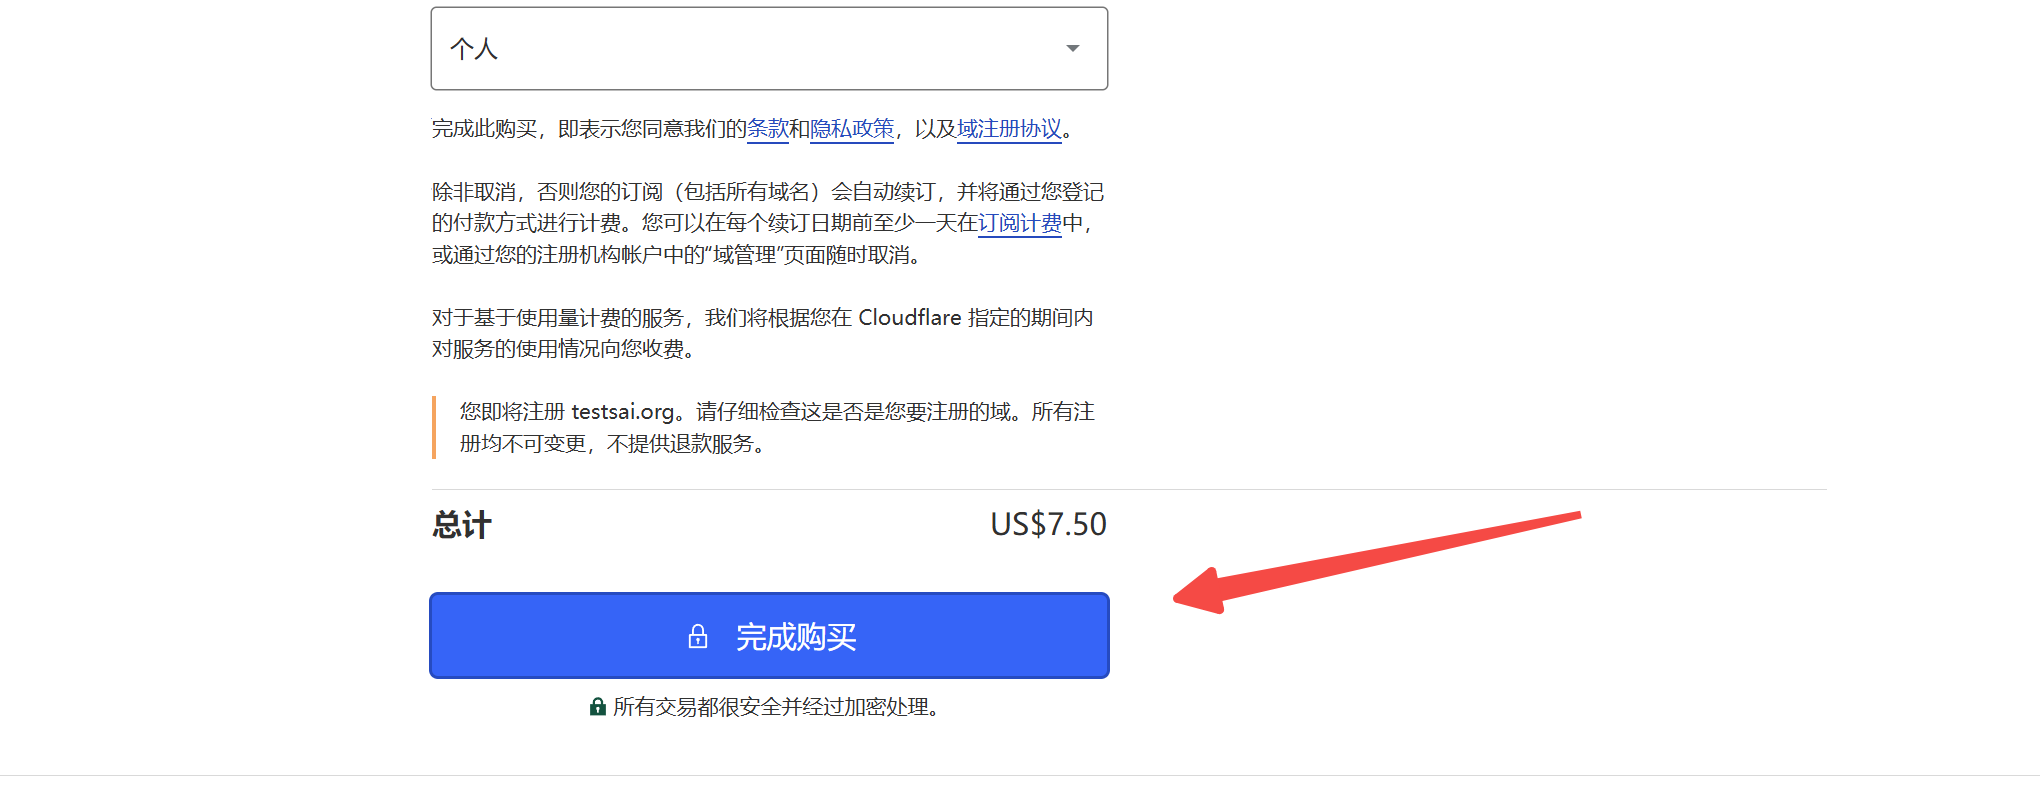 个人
完成此购买，即表示您同意我们的条款和隐私政策，以及域注册协议。
除非取消，否则您的订阅（包括所有域名）会自动续订，并将通过您登记
的付款方式进行计费。您可以在每个续订日期前至少一天在订阅计费中，
或通过您的注册机构帐户中的“域管理”页面随时取消。
对于基于使用量计费的服务，我们将根据您在 Cloudflare 指定的期间内
对服务的使用情况向您收费。
您即将注册 testsai.org。请仔细检查这是否是您要注册的域。所有注
册均不可变更，不提供退款服务。
总计 US$7.50
完成购买
所有交易都很安全并经过加密处理。